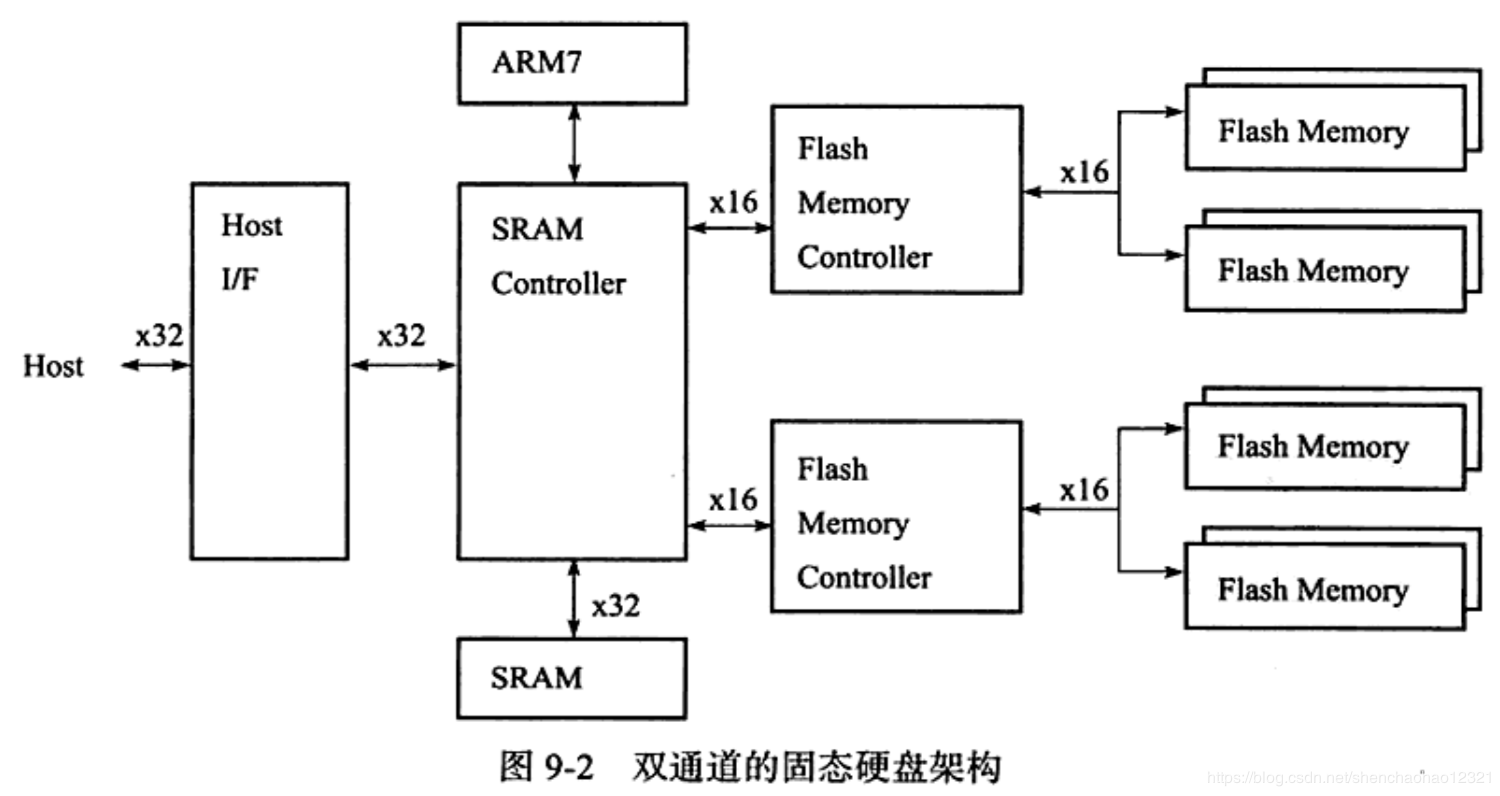 ARM7
Host
I/F
SRAM
Controller
Flash
Memory
Controller
Flash
Memory
Controller
Flash Memory
Flash Memory
Flash Memory
Flash Memory
Host
x32
x32
x16
x16
x16
x16
x32
SRAM
图 9-2 双通道的固态硬盘架构
https://blog.csdn.net/shenchaohao12321